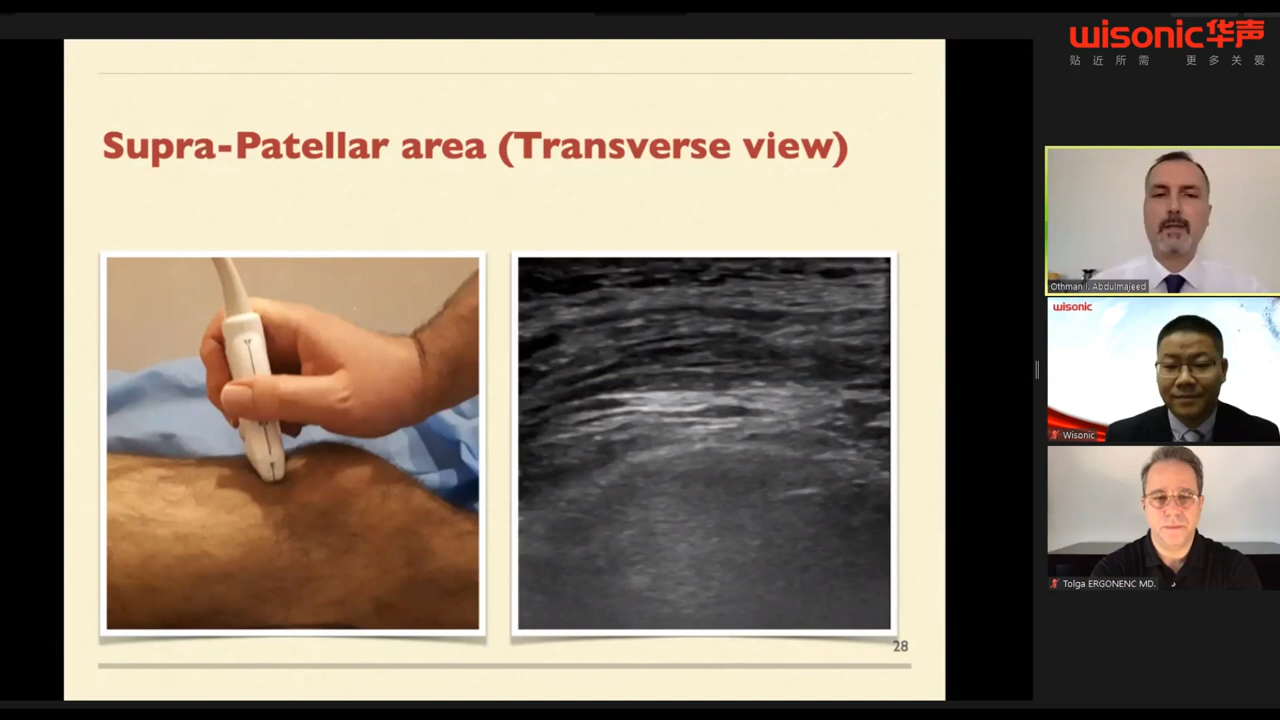 wisonic华声
贴近所需 更多关爱
Supra-Patellar area (Transverse view)
28
Othman I. Abdulmajeed
wisonic
Wisonic
Tolga ERGONENC MD.